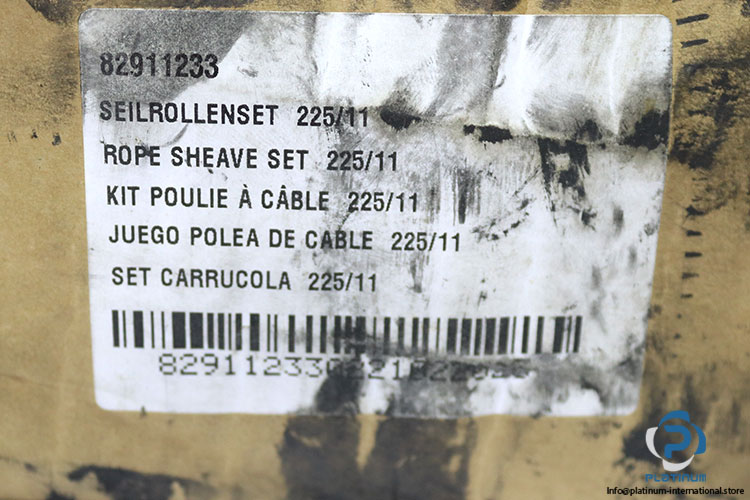 82911233
SEILROLLENSET 225/11
ROPE SHEAVE SET 225/11
KIT POULIE À CÂBLE 225/11
JUEGO POLEA DE CABLE 225/11
SET CARRUCOLA 225/11
PLATINUM
Info@platinum-international.store